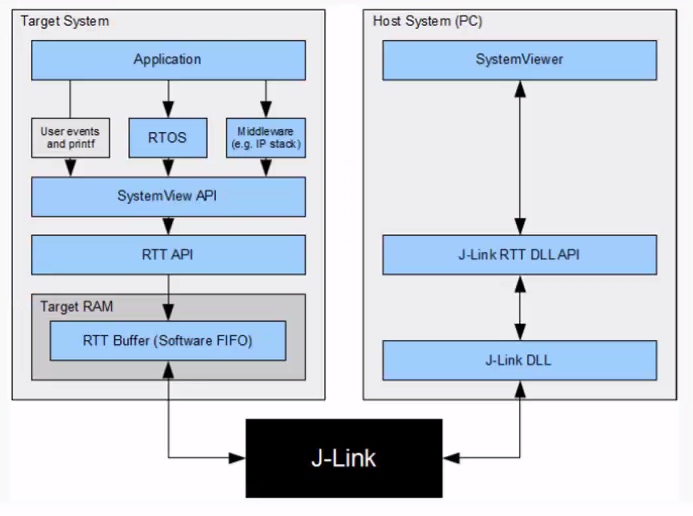 Target System
Application
User events
and printf
RTOS
Middleware
(e.g. IP stack)
SystemView API
RTT API
Target RAM
RTT Buffer (Software FIFO)
Host System (PC)
SystemViewer
J-Link RTT DLL API
J-Link DLL
J-Link